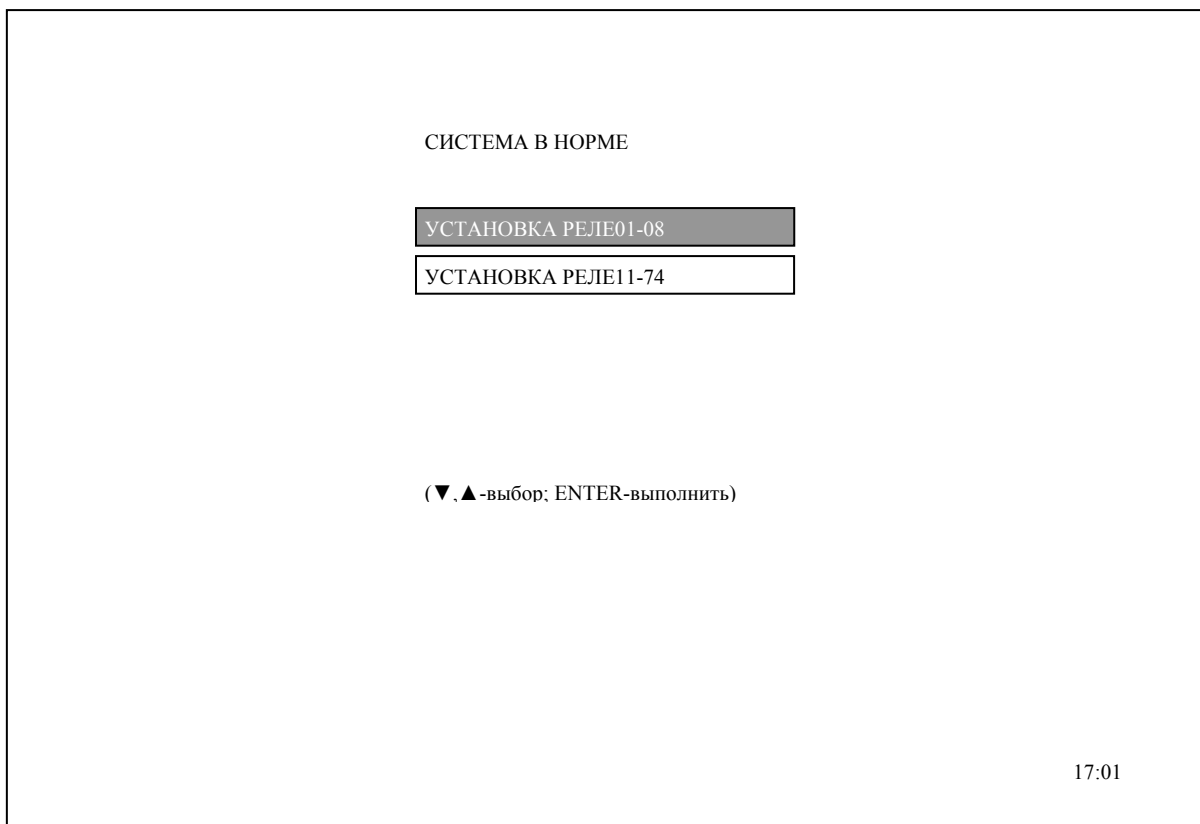 СИСТЕМА В НОРМЕ
УСТАНОВКА РЕЛЕ01-08
УСТАНОВКА РЕЛЕ11-74
(▼,▲-выбор; ENTER-выполнить)
17:01